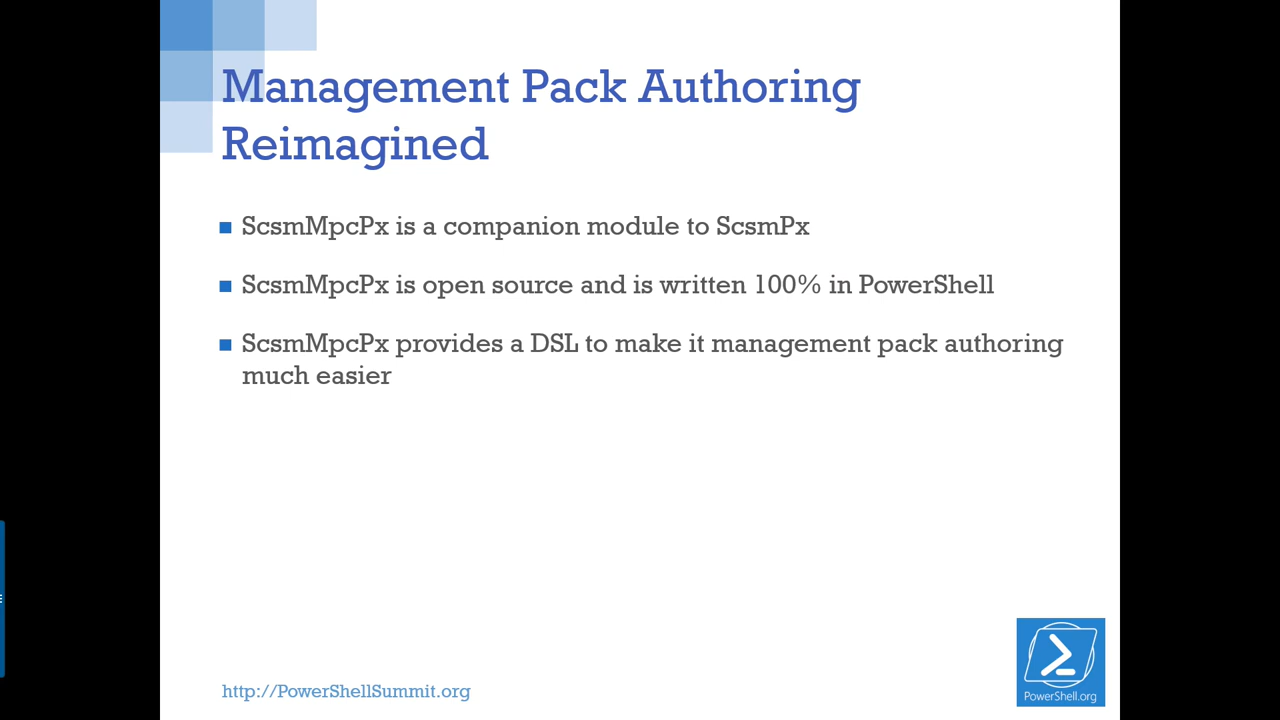 Management Pack Authoring
Reimagined
ScsmMpcPx is a companion module to ScsmPx
ScsmMpcPx is open source and is written 100% in PowerShell
ScsmMpcPx provides a DSL to make it management pack authoring
much easier
http://PowerShellSummit.org
PowerShell.org